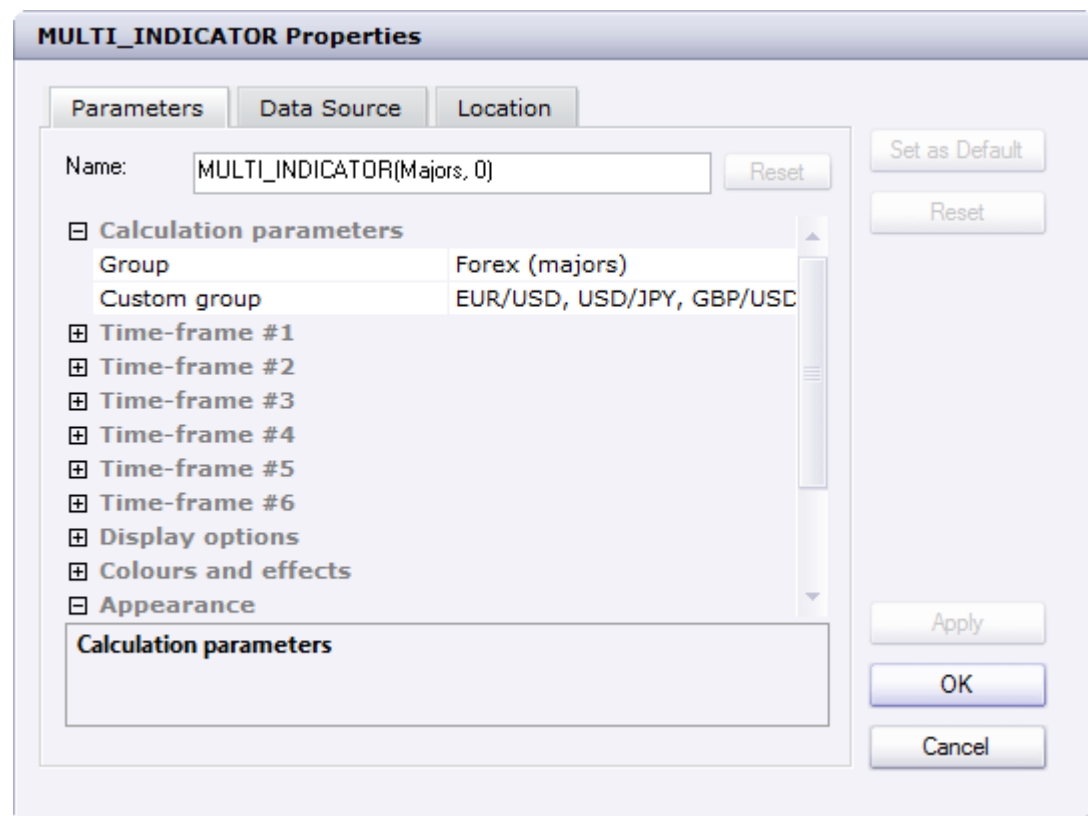 MULTI_INDICATOR Properties
Parameters Data Source Location
Name: MULTI_INDICATOR(Majors, 0) Reset
Set as Default
Reset
Calculation parameters
Group Forex (majors)
Custom group EUR/USD, USD/JPY, GBP/USD
Time-frame #1
Time-frame #2
Time-frame #3
Time-frame #4
Time-frame #5
Time-frame #6
Display options
Colours and effects
Appearance
Calculation parameters
Apply
OK
Cancel